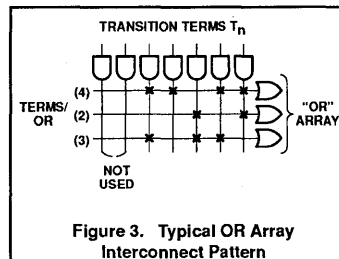 TRANSITION TERMS Tn
TERMS/
OR
(4)
(2)
(3)
"OR"
ARRAY
NOT
USED
Figure 3. Typical OR Array
Interconnect Pattern